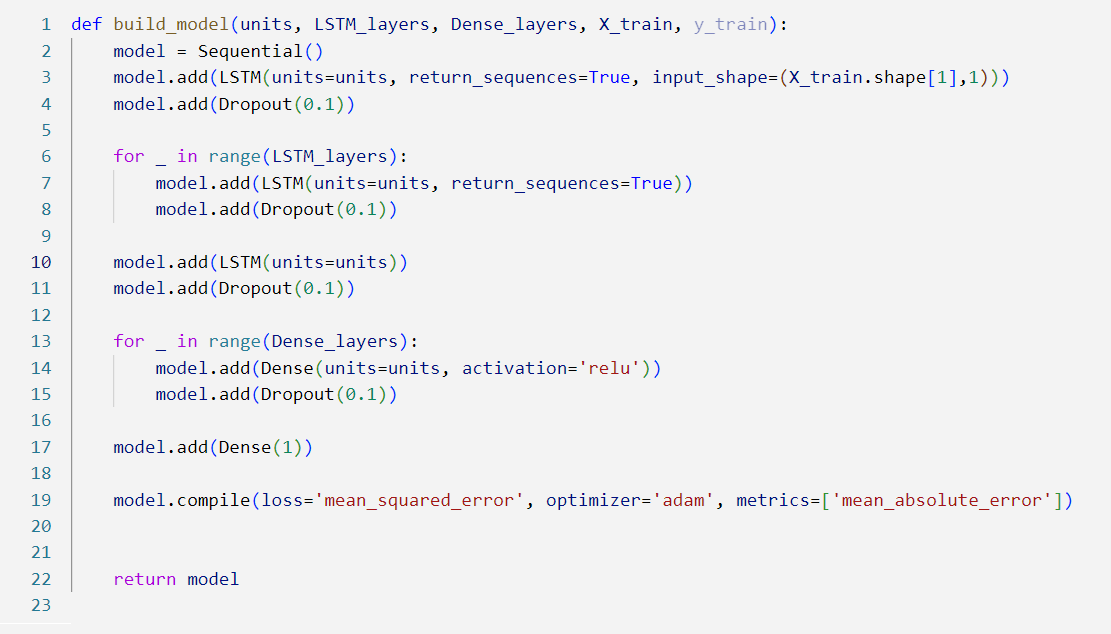 1 def build_model(units, LSTM_layers, Dense_layers, X_train, y_train):
2     model = Sequential()
3     model.add(LSTM(units=units, return_sequences=True, input_shape=(X_train.shape[1],1)))
4     model.add(Dropout(0.1))
5
6     for _ in range(LSTM_layers):
7         model.add(LSTM(units=units, return_sequences=True))
8         model.add(Dropout(0.1))
9
10     model.add(LSTM(units=units))
11     model.add(Dropout(0.1))
12
13     for _ in range(Dense_layers):
14         model.add(Dense(units=units, activation='relu'))
15         model.add(Dropout(0.1))
16
17     model.add(Dense(1))
18
19     model.compile(loss='mean_squared_error', optimizer='adam', metrics=['mean_absolute_error'])
20
21
22     return model
23